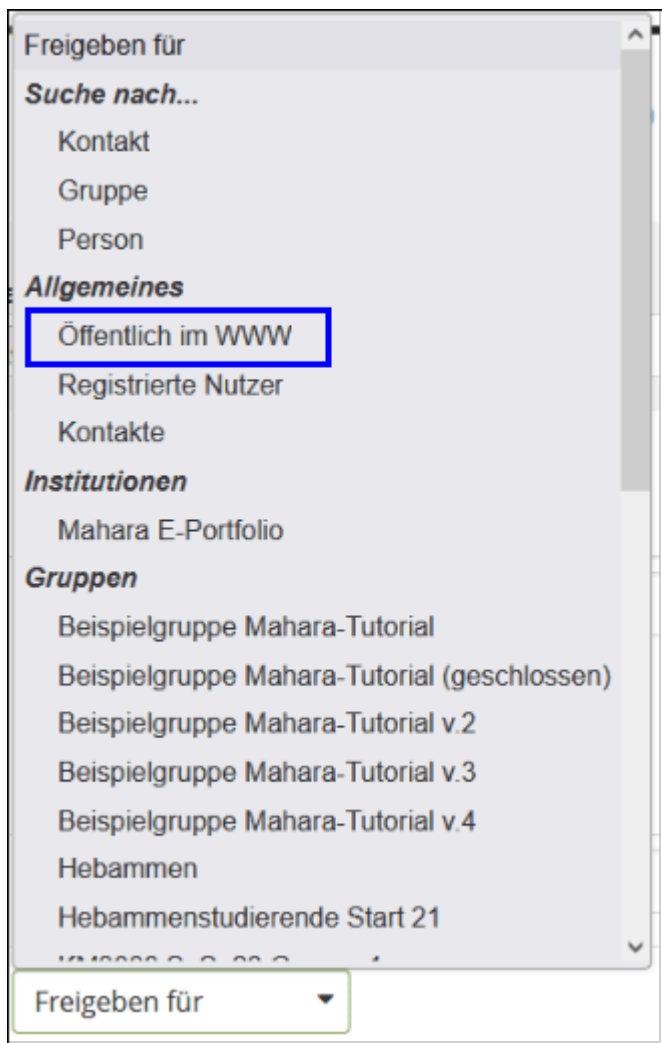 Freigeben für
Suche nach...
Kontakt
Gruppe
Person
Allgemeines
Öffentlich im WWW
Registrierte Nutzer
Kontakte
Institutionen
Mahara E-Portfolio
Gruppen
Beispielgruppe Mahara-Tutorial
Beispielgruppe Mahara-Tutorial (geschlossen)
Beispielgruppe Mahara-Tutorial v.2
Beispielgruppe Mahara-Tutorial v.3
Beispielgruppe Mahara-Tutorial v.4
Hebammen
Hebammenstudierende Start 21
Freigeben für